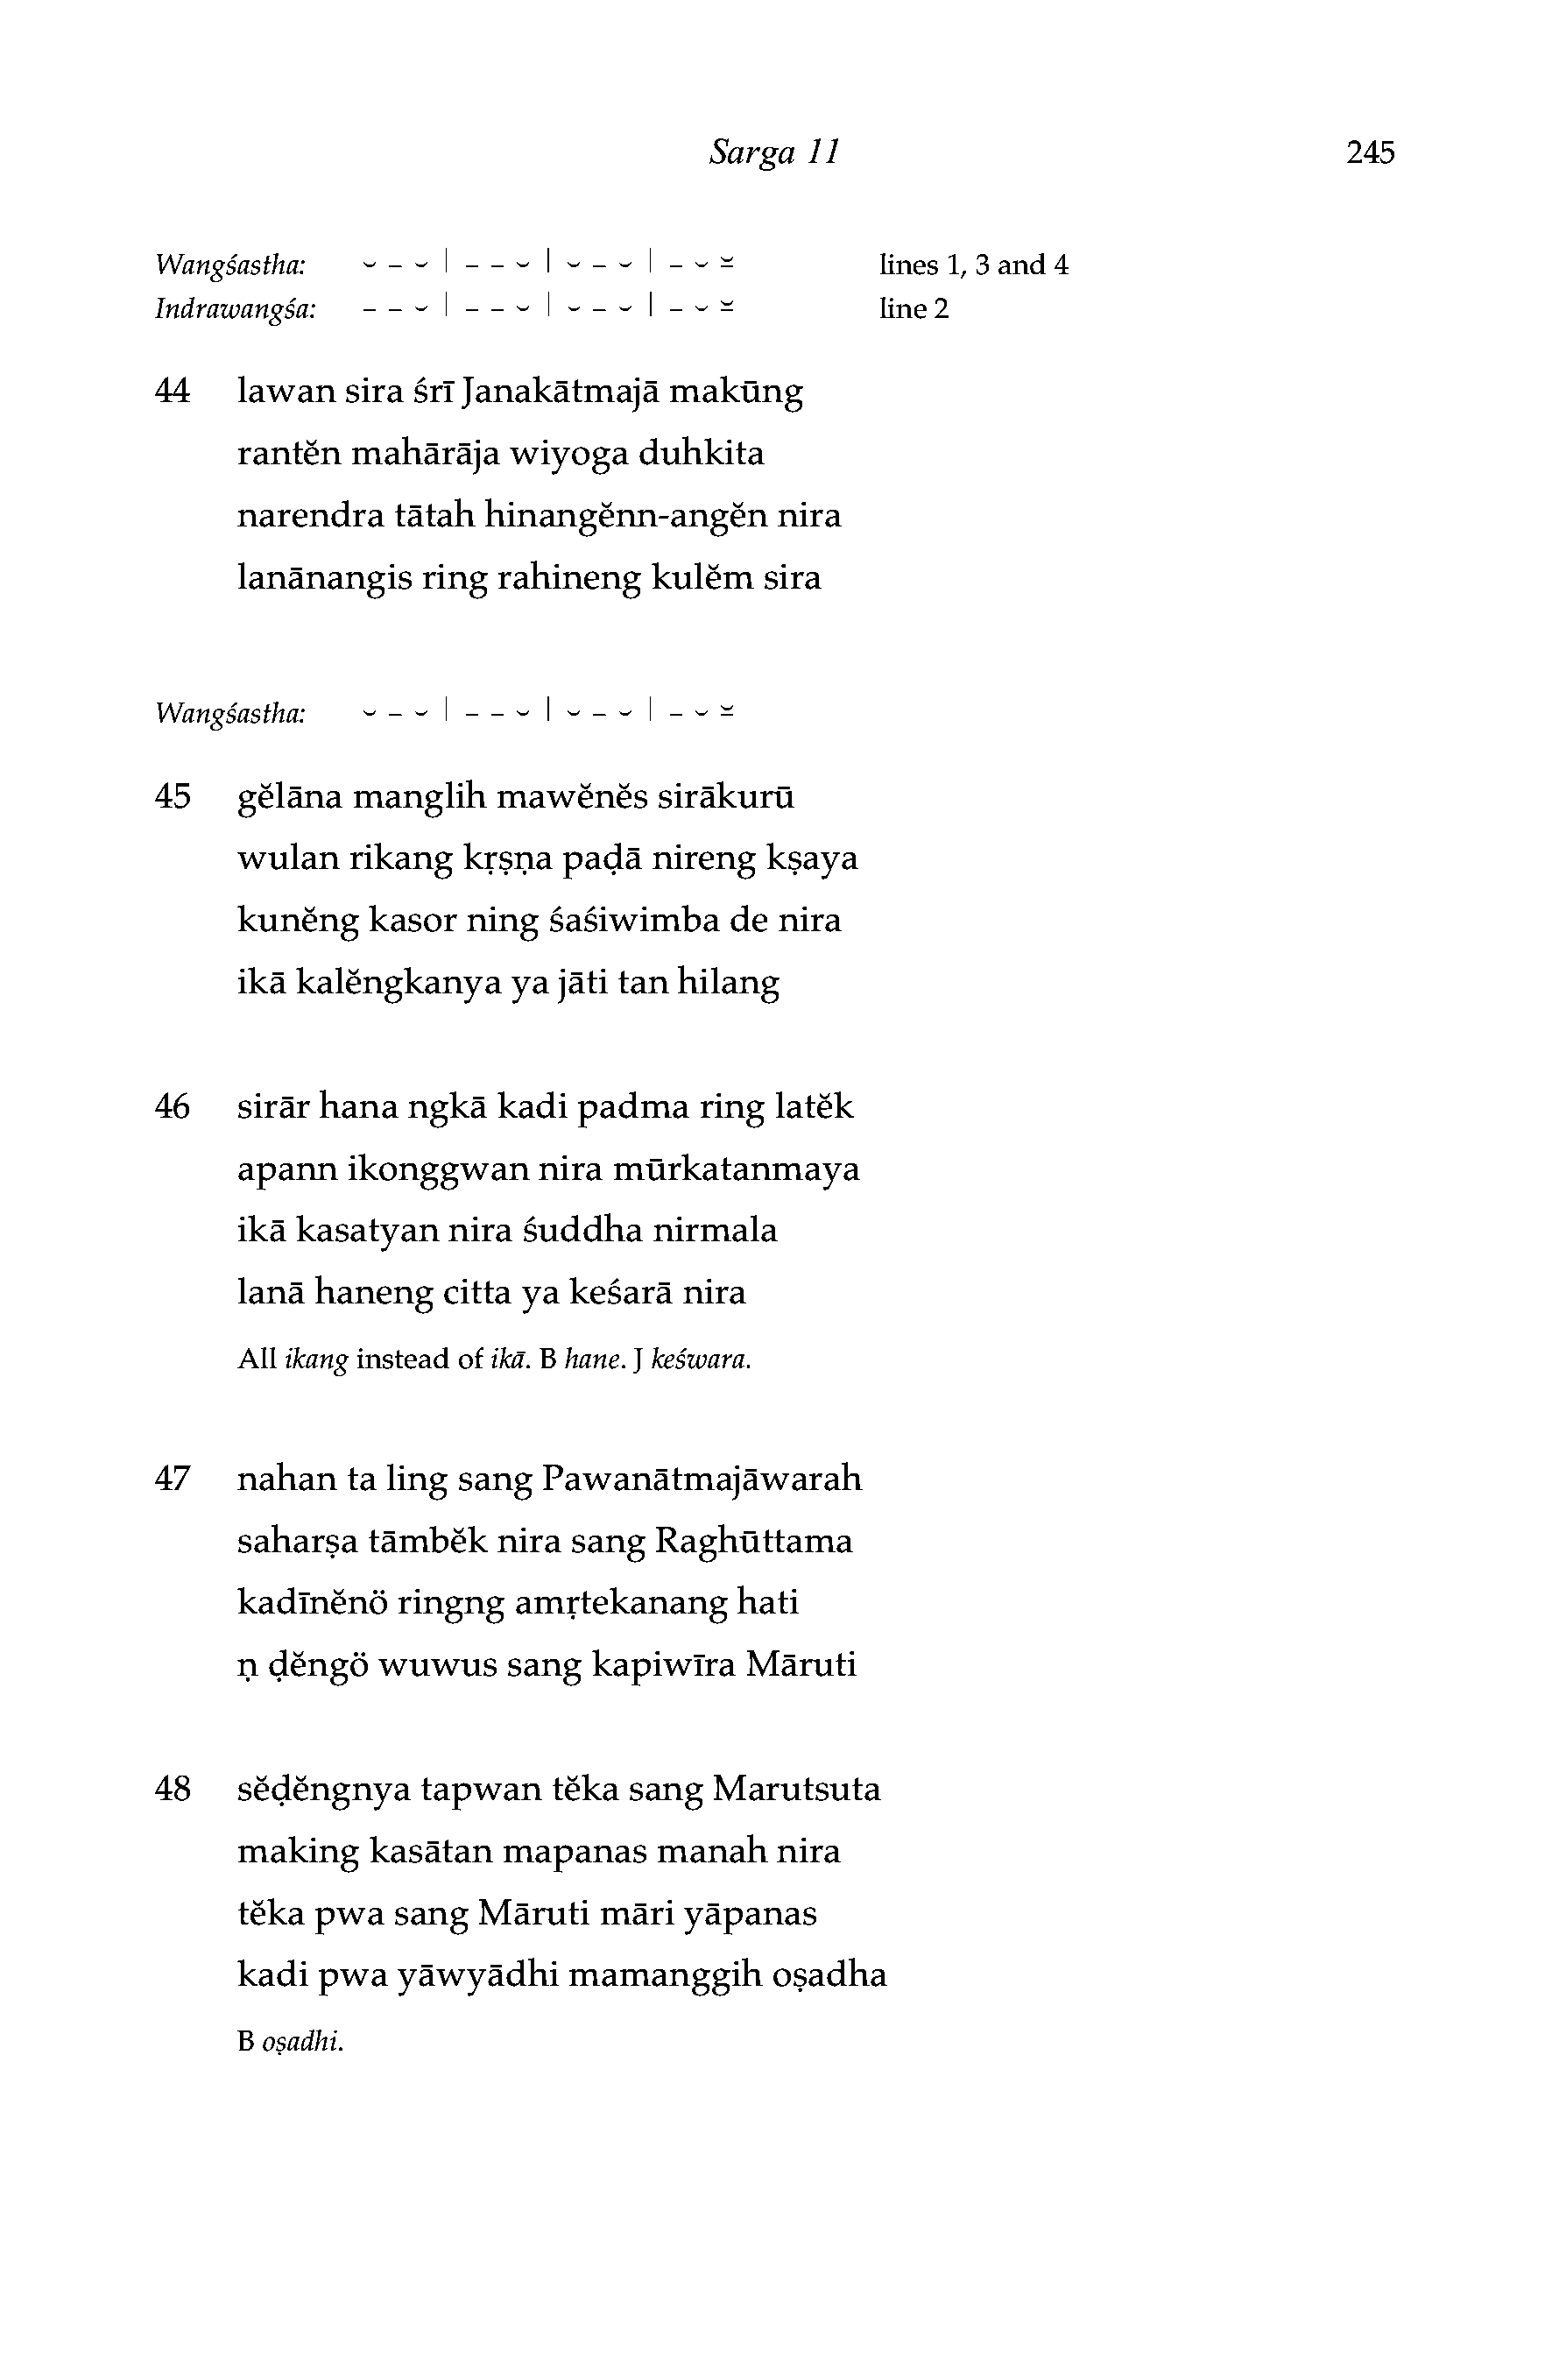 Sarga 11 245
Wangśastha: ⏑ – ⏑ | – – ⏑ | ⏑ – ⏑ | – ⏑ ⏓ lines 1, 3 and 4
Indrawangśa: – – ⏑ | – – ⏑ | ⏑ – ⏑ | – ⏑ ⏓ line 2
44 lawan sira śrī Janakātmajā makūng
rantĕn mahārāja wiyoga duhkita
narendra tātah hinangĕnn-angĕn nira
lanānangis ring rahineng kulĕm sira
Wangśastha: ⏑ – ⏑ | – – ⏑ | ⏑ – ⏑ | – ⏑ ⏓
45 gĕlāna manglih mawĕnĕs sirākurū
wulan rikang kṛṣṇa paḍā nireng kṣaya
kunĕng kasor ning śaśiwimba de nira
ikā kalĕngkanya ya jāti tan hilang
46 sirār hana ngkā kadi padma ring latĕk
apann ikonggwan nira mūrkatanmaya
ikā kasatyan nira śuddha nirmala
lanā haneng citta ya keśarā nira
All ikang instead of ikā. B hane. J keśwara.
47 nahan ta ling sang Pawanātmajāwarah
saharṣa tāmbĕk nira sang Raghūttama
kadīnĕnö ringng amṛtekanang hati
ṇ ḍĕngö wuwus sang kapiwīra Māruti
48 sĕḍĕngnya tapwan tĕka sang Marutsuta
making kasātan mapanas manah nira
tĕka pwa sang Māruti māri yāpanas
kadi pwa yāwyādhi mamanggih oṣadha
B oṣadhi.